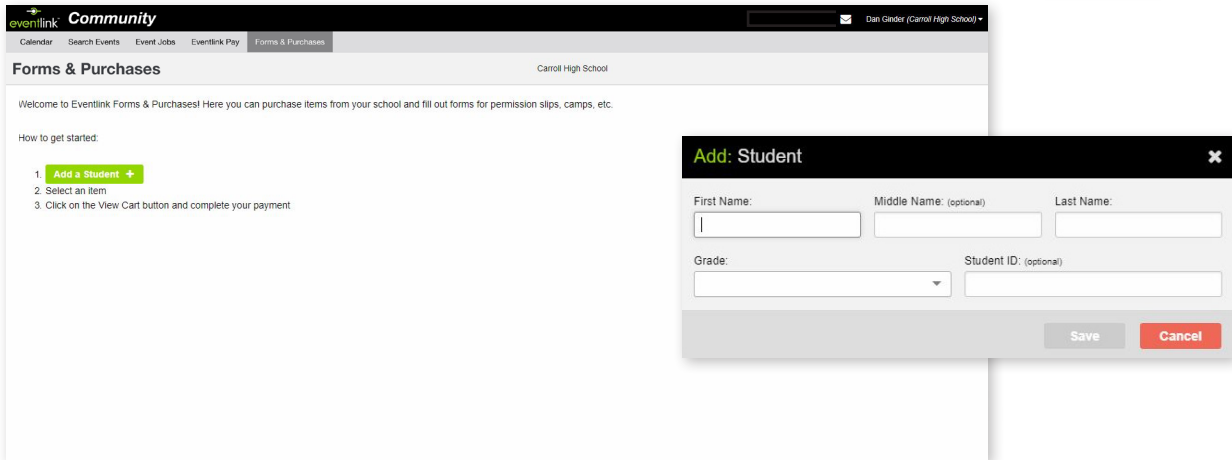 eventlink Community
Dan Ginder (Carroll High School)
Calendar Search Events Event Jobs Eventlink Pay Forms & Purchases
Forms & Purchases
Carroll High School
Welcome to Eventlink Forms & Purchases! Here you can purchase items from your school and fill out forms for permission slips, camps, etc.
How to get started:
1. Add a Student +
2. Select an item
3. Click on the View Cart button and complete your payment
Add: Student
First Name: Middle Name: (optional) Last Name:
Grade: Student ID: (optional)
Save Cancel